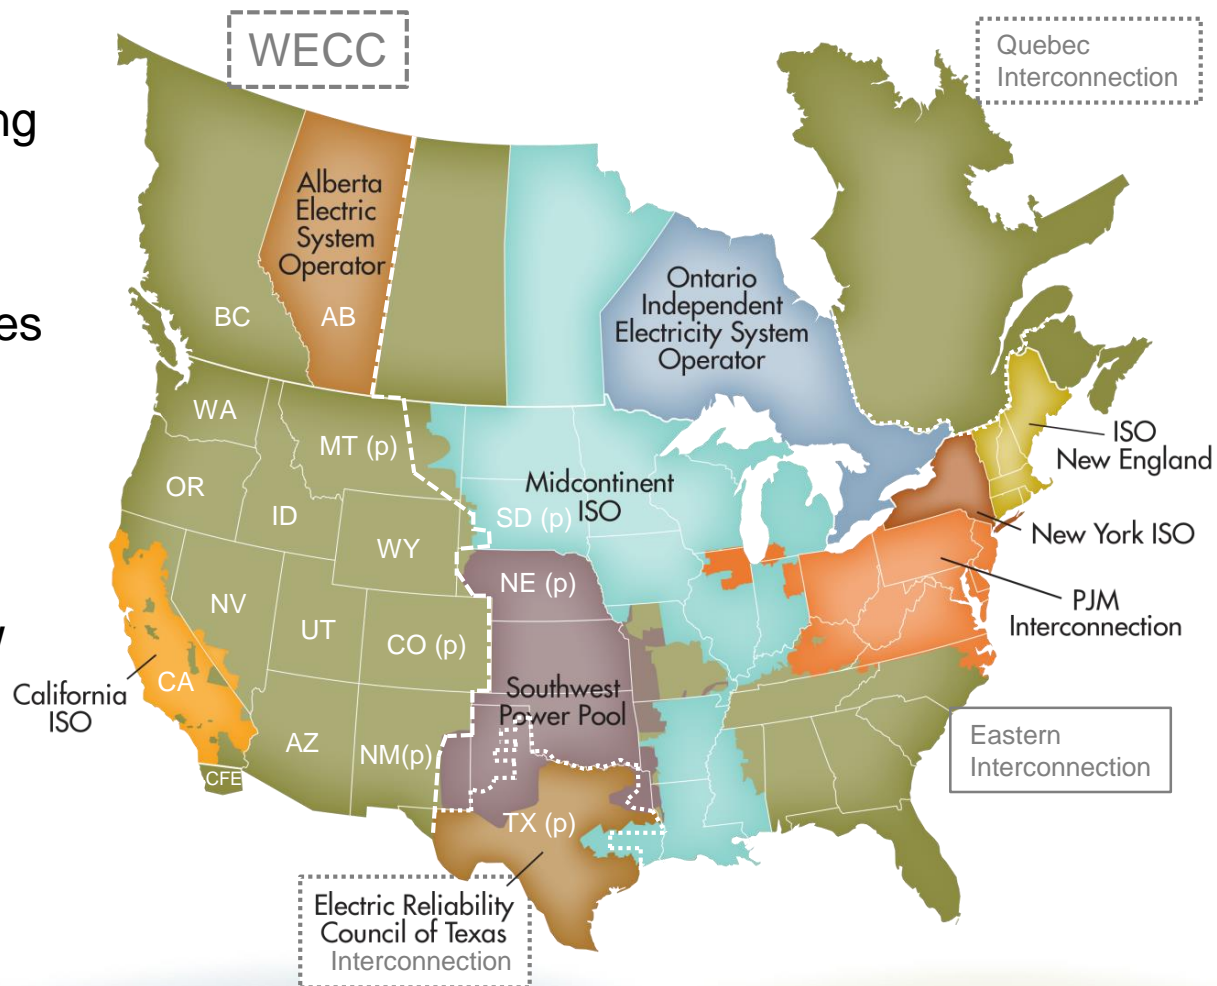 WECC
Quebec
Interconnection
ng
Alberta
Electric
System
Operator
Ontario
Independent
Electricity System
Operator
es
BC
AB
WA
MT (p)
ISO
New England
OR
Midcontinent
ISO
SD (p)
ID
New York ISO
WY
NE (p)
NV
PJM
Interconnection
UT
CO (p)
California
ISO
CA
Southwest
Power Pool
AZ
NM(p)
Eastern
Interconnection
CFE
TX (p)
Electric Reliability
Council of Texas
Interconnection